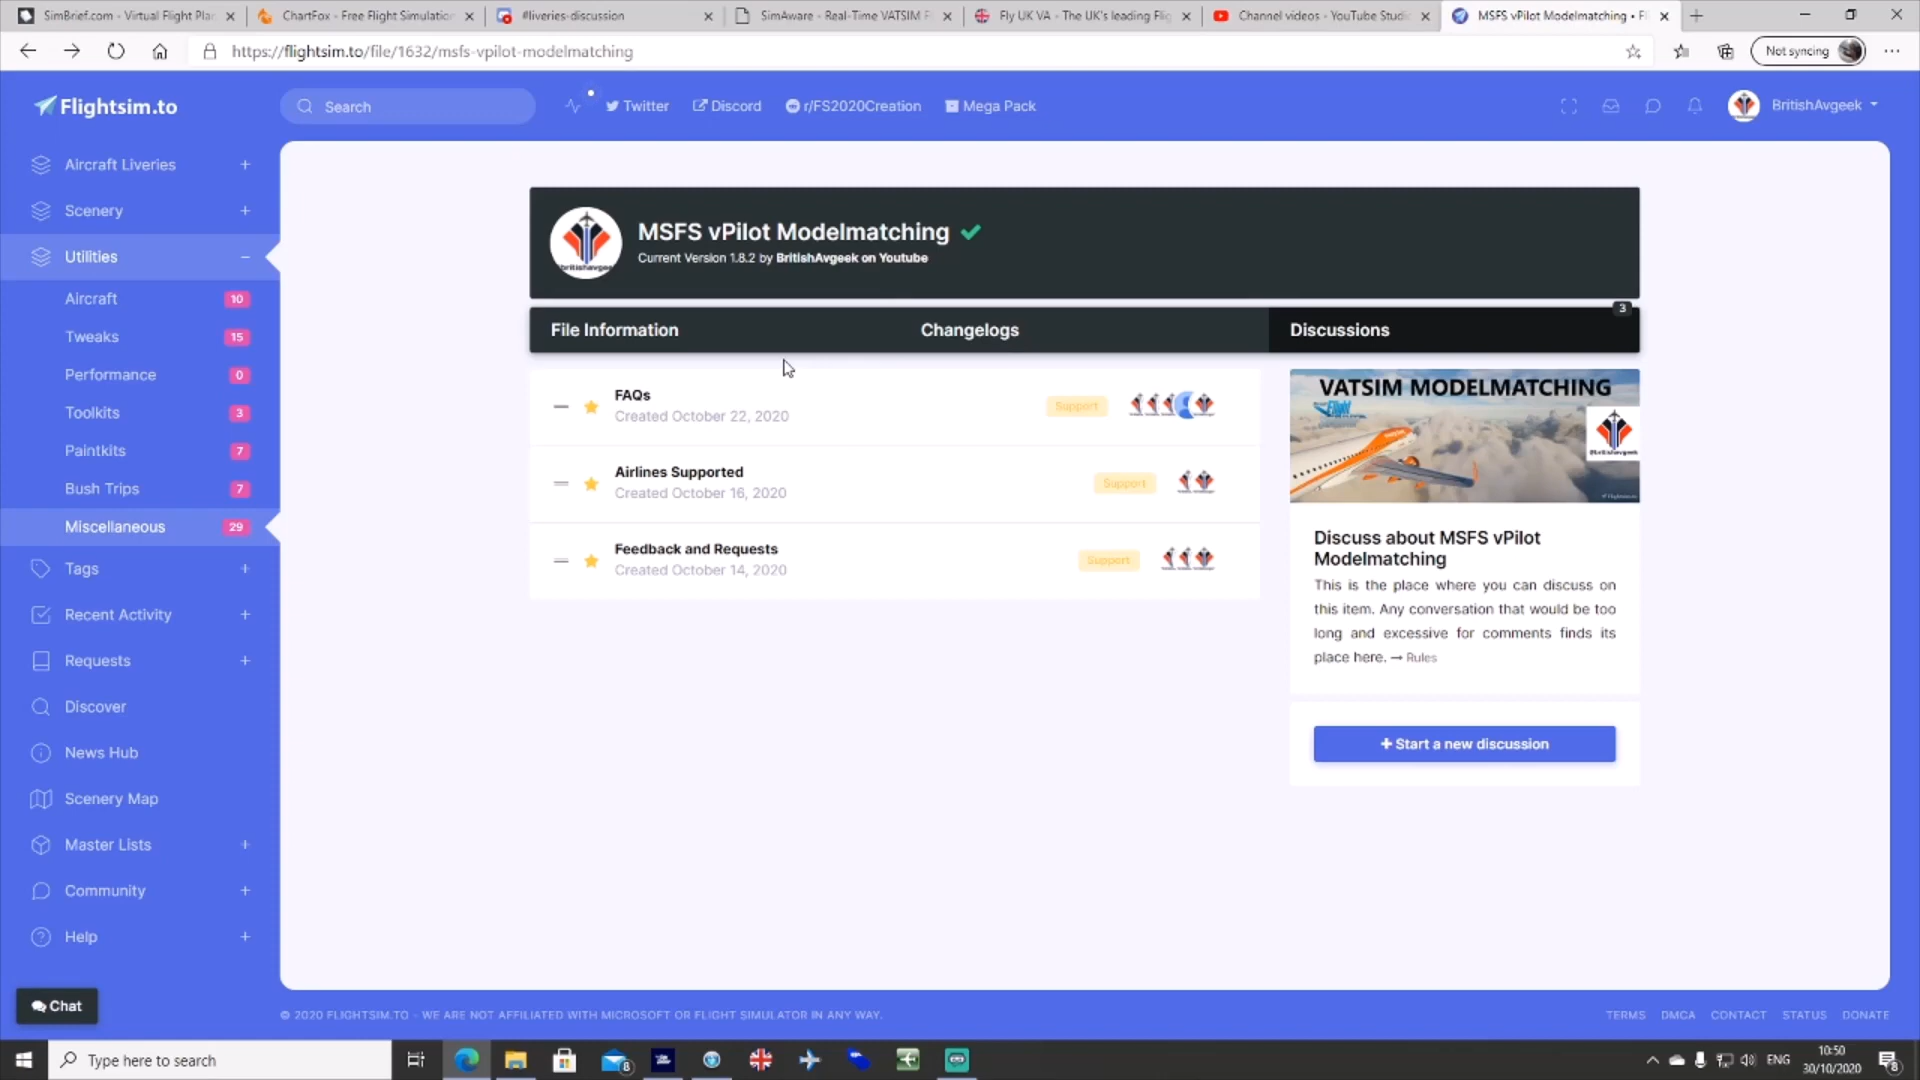 SimBrief.com - Virtual Flight Plan
ChartFox - Free Flight Simulation
#liveries-discussion
SimAware - Real-Time VATSIM F
Fly UK VA - The UK's leading Flig
Channel videos - YouTube Studio
MSFS vPilot Modelmatching • F
https://flightsim.to/file/1632/msfs-vpilot-modelmatching
Not syncing
Flightsim.to
Search
Twitter
Discord
r/FS2020Creation
Mega Pack
BritishAvgeek
Aircraft Liveries +
Scenery +
Utilities −
Aircraft 10
Tweaks 15
Performance 0
Toolkits 3
Paintkits 7
Bush Trips 7
Miscellaneous 29
Tags +
Recent Activity +
Requests +
Discover
News Hub
Scenery Map
Master Lists +
Community +
Help +
Chat
MSFS vPilot Modelmatching
Current Version 1.8.2 by BritishAvgeek on Youtube
File Information
Changelogs
Discussions
3
FAQs
Created October 22, 2020
Support
Airlines Supported
Created October 16, 2020
Support
Feedback and Requests
Created October 14, 2020
Support
VATSIM MODELMATCHING
Discuss about MSFS vPilot
Modelmatching
This is the place where you can discuss on
this item. Any conversation that would be too
long and excessive for comments finds its
place here. → Rules
+ Start a new discussion
© 2020 FLIGHTSIM.TO - WE ARE NOT AFFILIATED WITH MICROSOFT OR FLIGHT SIMULATOR IN ANY WAY.
TERMS DMCA CONTACT STATUS DONATE
Type here to search
8
ENG
10:50
30/10/2020
8